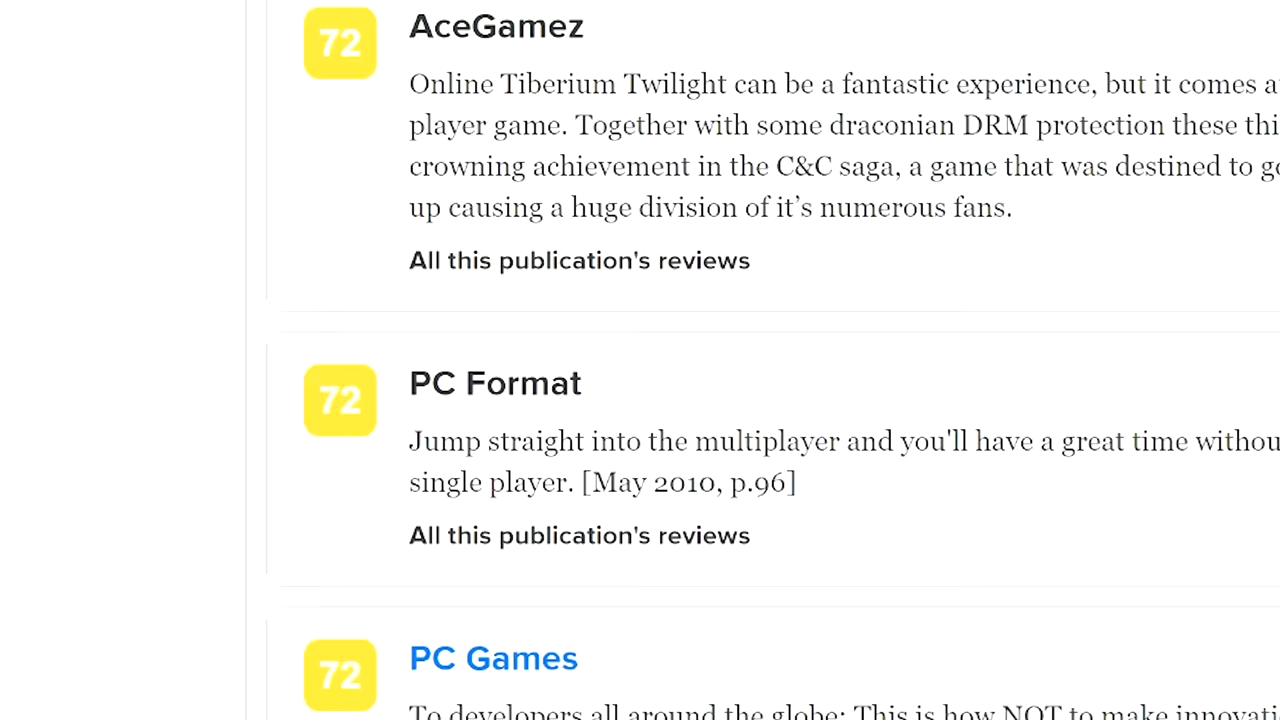 72
AceGamez
Online Tiberium Twilight can be a fantastic experience, but it comes
player game. Together with some draconian DRM protection these
crowning achievement in the C&C saga, a game that was destined to
up causing a huge division of it’s numerous fans.
All this publication's reviews
72
PC Format
Jump straight into the multiplayer and you'll have a great time
single player. [May 2010, p.96]
All this publication's reviews
72
PC Games
To developers all around the globe: This is how NOT to make